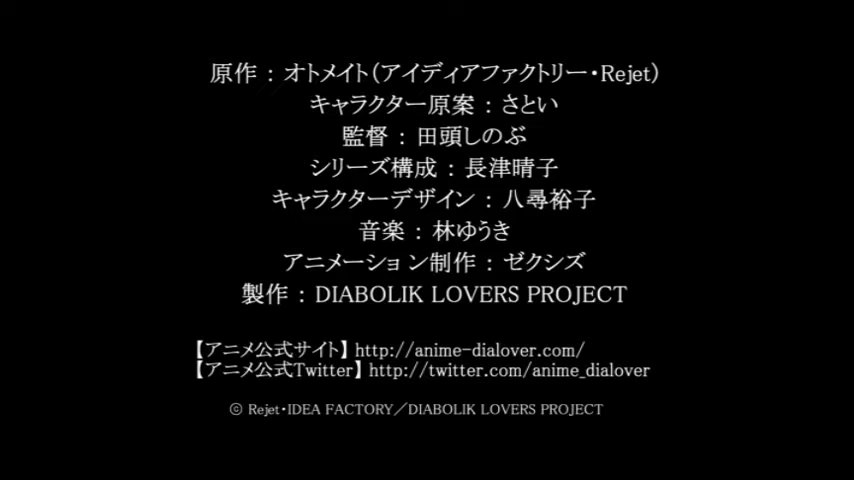 原作 : オトメイト(アイディアファクトリー・Rejet)
キャラクター原案 : さとい
監督 : 田頭しのぶ
シリーズ構成 : 長津晴子
キャラクターデザイン : 八尋裕子
音楽 : 林ゆうき
アニメーション制作 : ゼクシズ
製作 : DIABOLIK LOVERS PROJECT
【アニメ公式サイト】 http://anime-dialover.com/
【アニメ公式Twitter】 http://twitter.com/anime_dialover
© Rejet・IDEA FACTORY／DIABOLIK LOVERS PROJECT